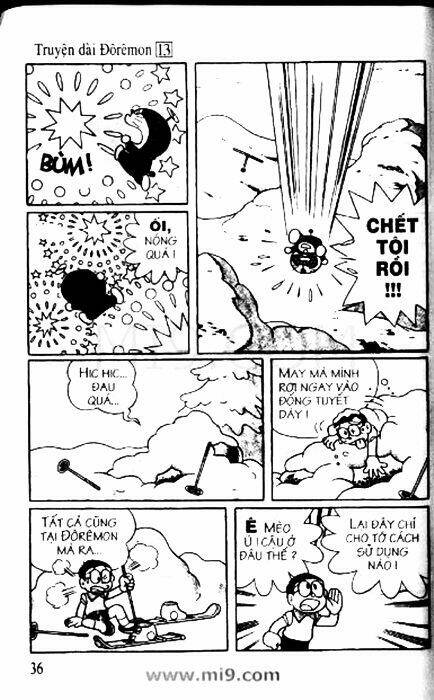 Truyện dài Đôrêmon 13
BÙM!
CHẾT
TÔI
RỒI
!!!
ỐI,
NÓNG
QUÁ!
HIC HIC...
ĐAU
QUÁ...
MAY MÀ MÌNH
RƠI NGAY VÀO
ĐỐNG TUYẾT
DÀY!
TẤT CẢ CŨNG
TẠI ĐÔRÊMON
MÀ RA...
Ê MÈO
Ú! CẬU Ở
ĐÂU THẾ?
LẠI ĐÂY CHỈ
CHO TỚ CÁCH
SỬ DỤNG
NÀO!
36
www.mi9.com